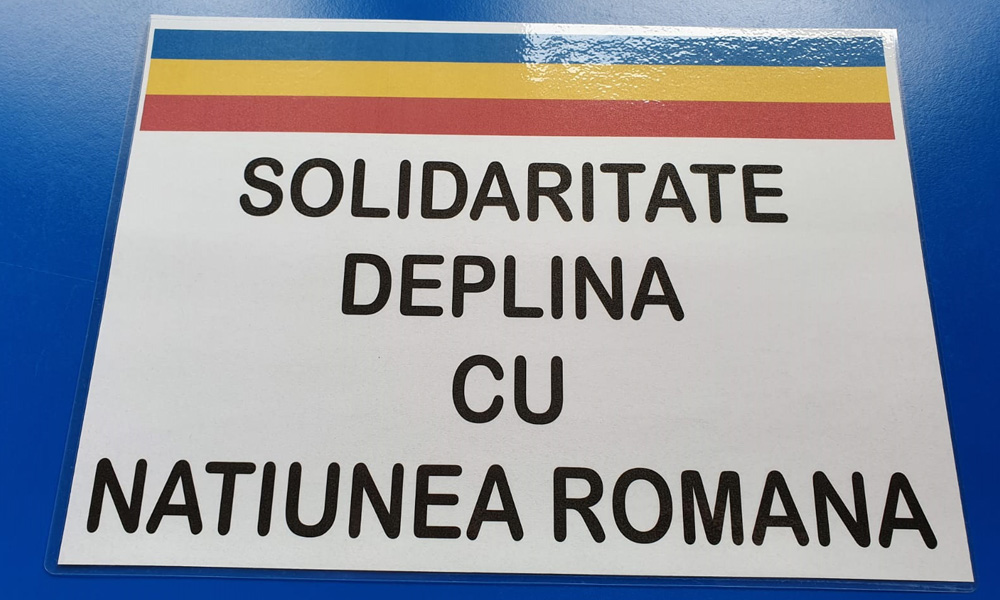 SOLIDARITATE
DEPLINA
CU
NATIUNEA ROMANA